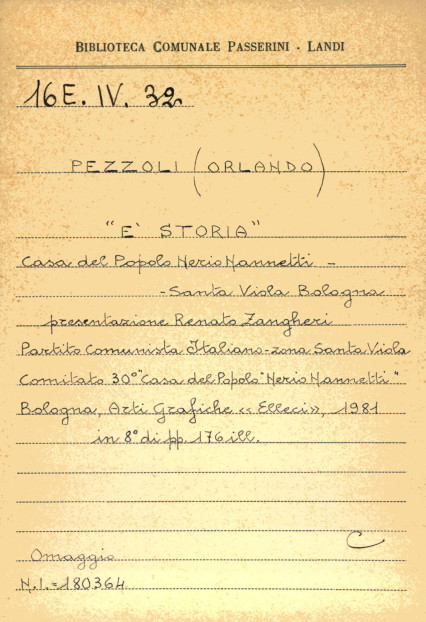 BIBLIOTECA COMUNALE PASSERINI - LANDI
16 E. IV. 32
PEZZOLI (ORLANDO)
"E' STORIA"
Casa del Popolo Nerio Nannetti -
- Santa Viola Bologna
presentazione Renato Zangheri
Partito Comunista Italiano - zona Santa Viola
Comitato 30° "Casa del Popolo "Nerio Nannetti"
Bologna, Arti Grafiche << Elleci >>, 1981
in 8° di pp. 176 ill.
C
Omaggio
N.I. = 180364